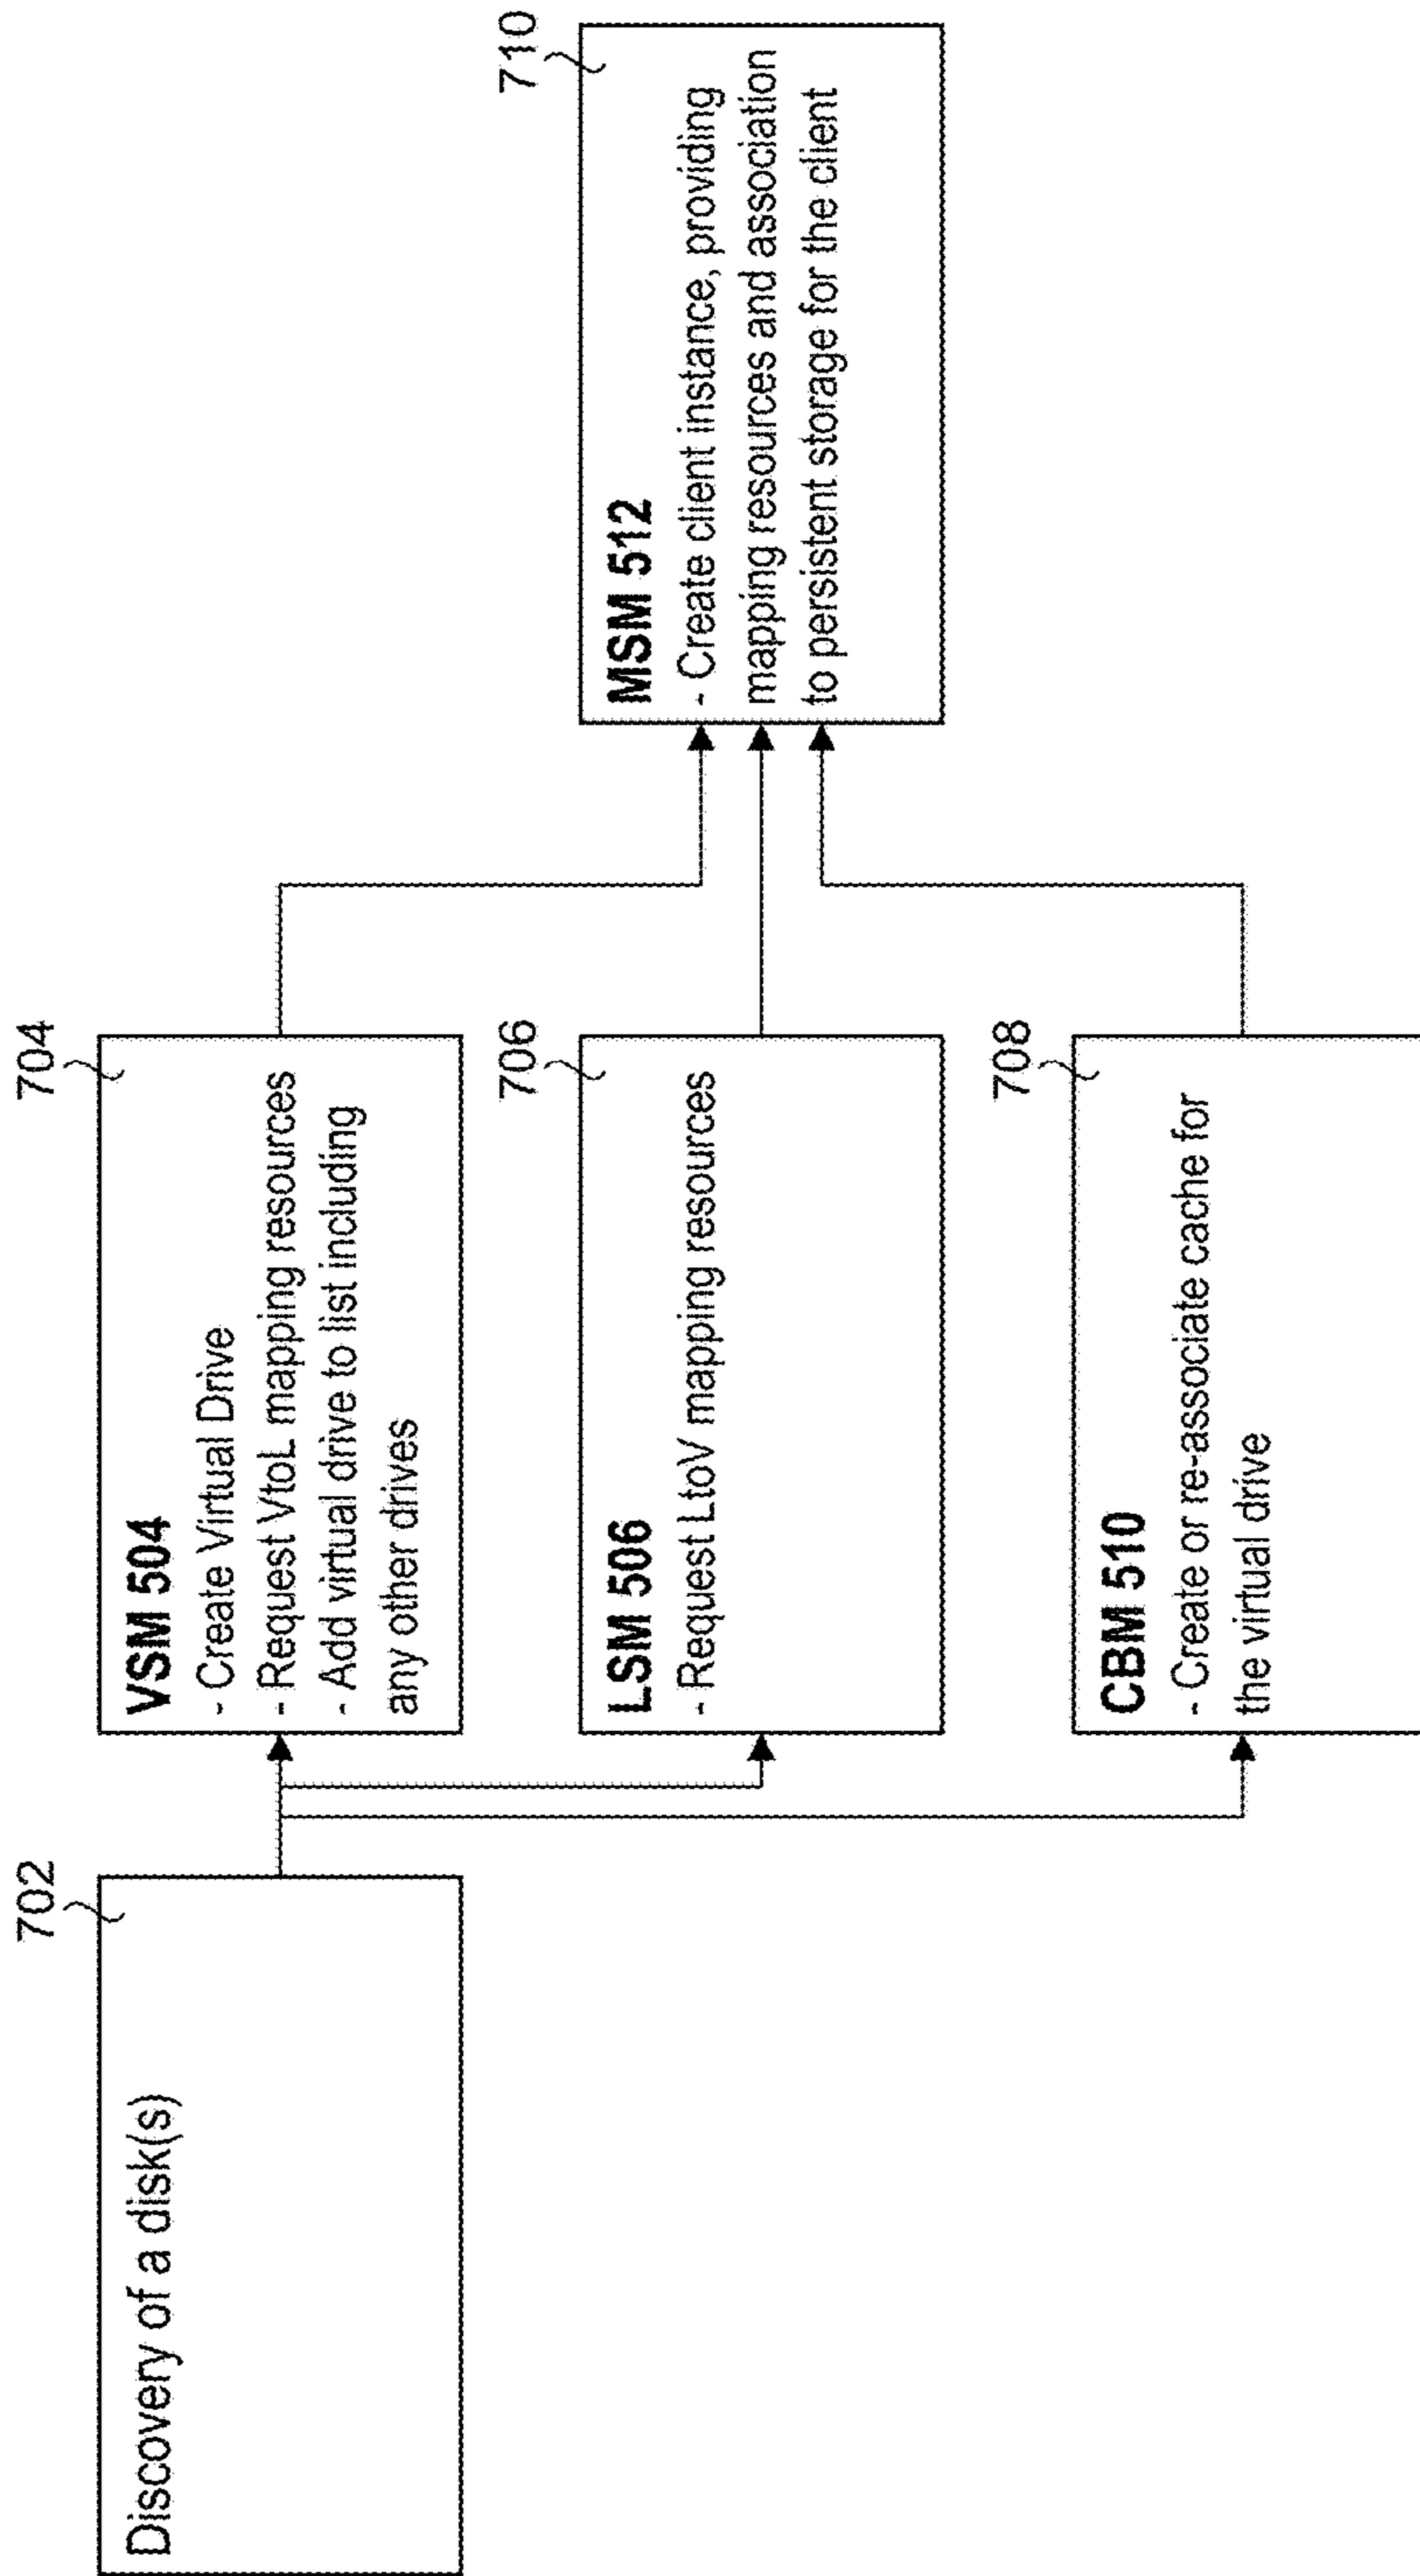 702
Discovery of a disk(s)
704
VSM 504
- Create Virtual Drive
- Request VtoL mapping resources
- Add virtual drive to list including
any other drives
706
LSM 506
- Request LtoV mapping resources
708
CBM 510
- Create or re-associate cache for
the virtual drive
710
MSM 512
- Create client instance, providing
mapping resources and association
to persistent storage for the client